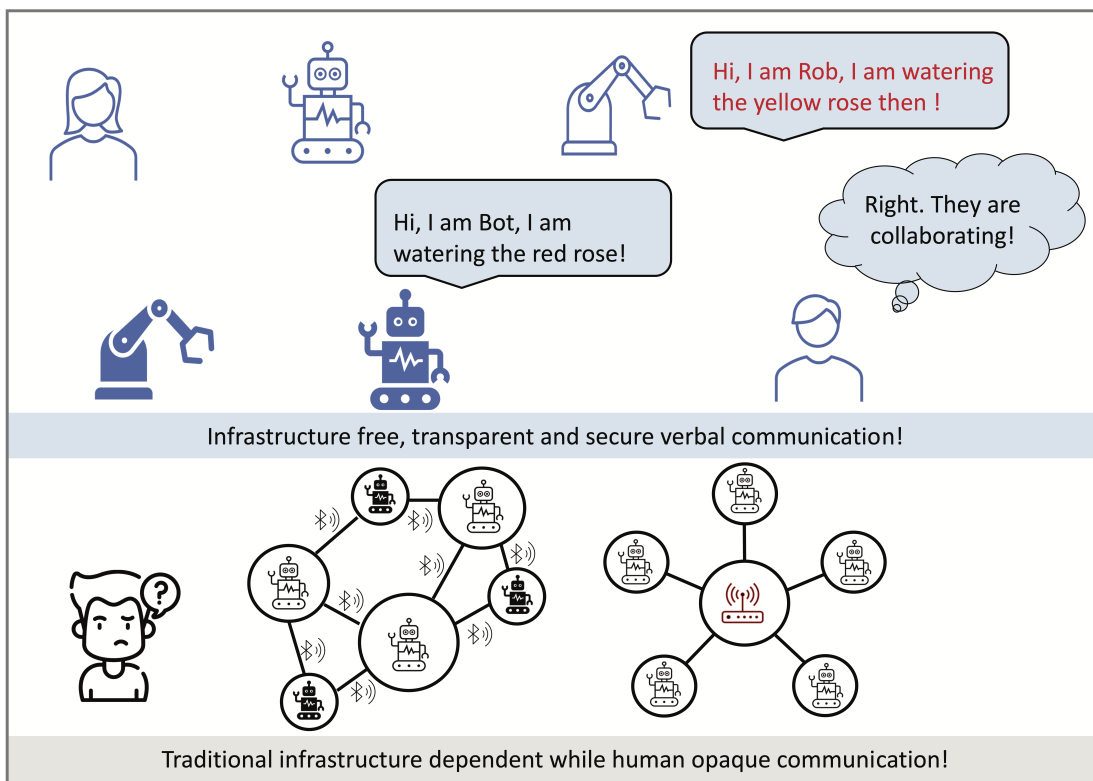 Hi, I am Rob, I am watering
the yellow rose then !
Right. They are
collaborating!
Hi, I am Bot, I am
watering the red rose!
Infrastructure free, transparent and secure verbal communication!
?
Traditional infrastructure dependent while human opaque communication!